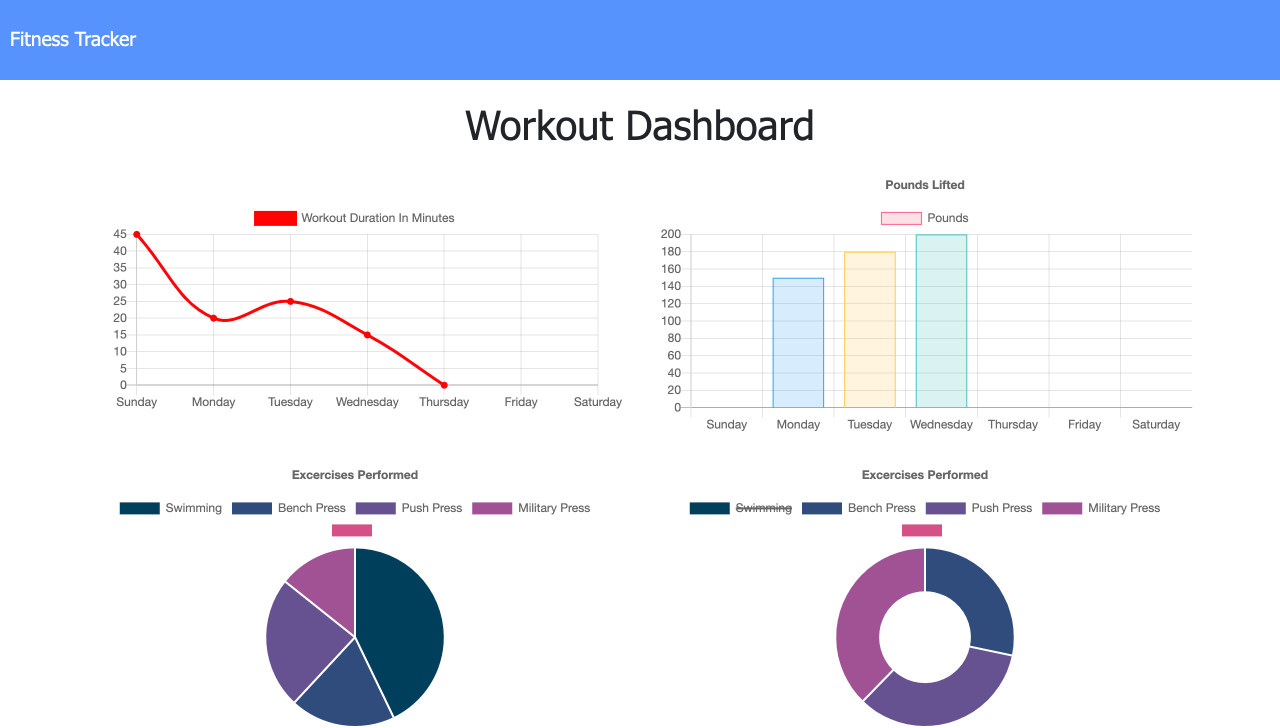 Fitness Tracker
Workout Dashboard
Workout Duration In Minutes
45
40
35
30
25
20
15
10
5
0
Sunday Monday Tuesday Wednesday Thursday Friday Saturday
Pounds Lifted
Pounds
200
180
160
140
120
100
80
60
40
20
0
Sunday Monday Tuesday Wednesday Thursday Friday Saturday
Excercises Performed
Swimming Bench Press Push Press Military Press
Excercises Performed
Swimming Bench Press Push Press Military Press